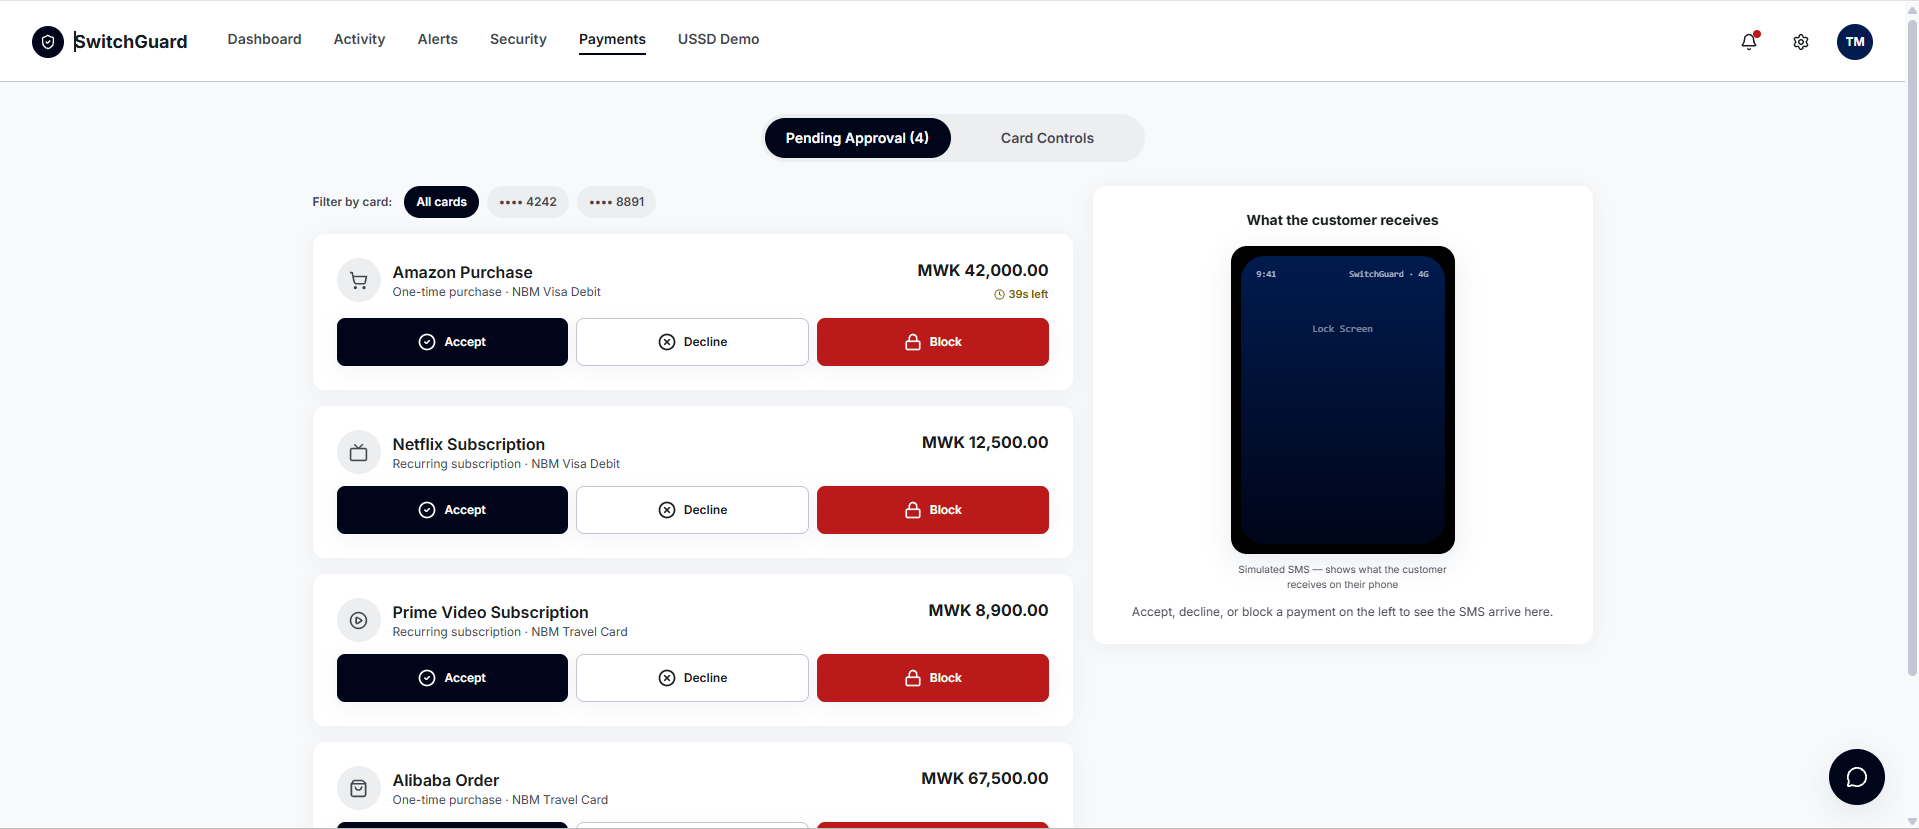 SwitchGuard
Dashboard
Activity
Alerts
Security
Payments
USSD Demo
TM
Pending Approval (4)
Card Controls
Filter by card:
All cards
•••• 4242
•••• 8891
Amazon Purchase
One-time purchase · NBM Visa Debit
MWK 42,000.00
39s left
Accept
Decline
Block
Netflix Subscription
Recurring subscription · NBM Visa Debit
MWK 12,500.00
Accept
Decline
Block
Prime Video Subscription
Recurring subscription · NBM Travel Card
MWK 8,900.00
Accept
Decline
Block
Alibaba Order
One-time purchase · NBM Travel Card
MWK 67,500.00
What the customer receives
9:41
SwitchGuard · 4G
Lock Screen
Simulated SMS — shows what the customer
receives on their phone
Accept, decline, or block a payment on the left to see the SMS arrive here.